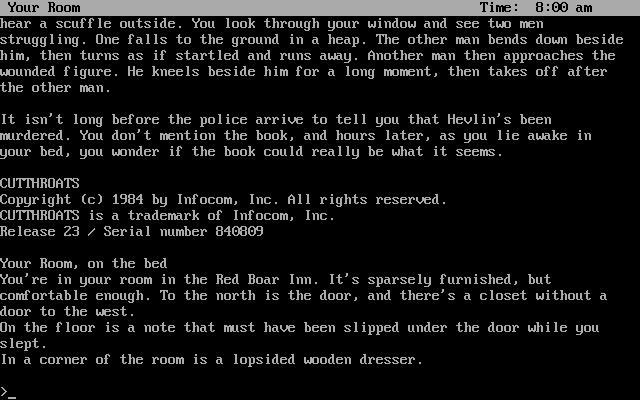 Your Room Time: 8:00 am
hear a scuffle outside. You look through your window and see two men
struggling. One falls to the ground in a heap. The other man bends down beside
him, then turns as if startled and runs away. Another man then approaches the
wounded figure. He kneels beside him for a long moment, then takes off after
the other man.
It isn't long before the police arrive to tell you that Hevlin's been
murdered. You don't mention the book, and hours later, as you lie awake in
your bed, you wonder if the book could really be what it seems.
CUTTHROATS
Copyright (c) 1984 by Infocom, Inc. All rights reserved.
CUTTHROATS is a trademark of Infocom, Inc.
Release 23 / Serial number 840809
Your Room, on the bed
You're in your room in the Red Boar Inn. It's sparsely furnished, but
comfortable enough. To the north is the door, and there's a closet without a
door to the west.
On the floor is a note that must have been slipped under the door while you
slept.
In a corner of the room is a lopsided wooden dresser.
>_